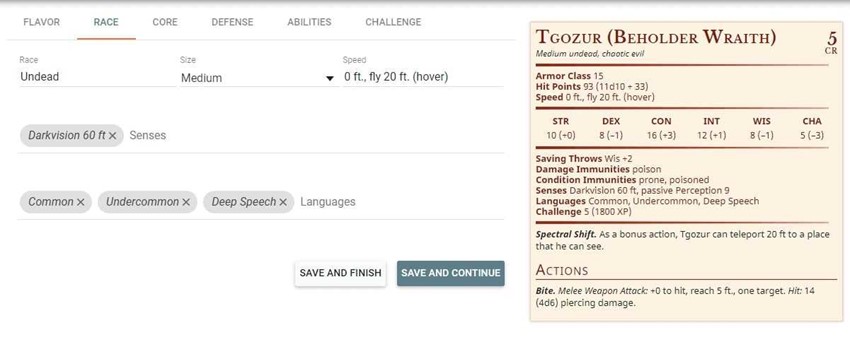 FLAVOR RACE CORE DEFENSE ABILITIES CHALLENGE
Race Size Speed
Undead Medium 0 ft., fly 20 ft. (hover)
Darkvision 60 ft × Senses
Common × Undercommon × Deep Speech × Languages
SAVE AND FINISH SAVE AND CONTINUE
Tgozur (Beholder Wraith) 5
CR
Medium undead, chaotic evil
Armor Class 15
Hit Points 93 (11d10 + 33)
Speed 0 ft., fly 20 ft. (hover)
STR DEX CON INT WIS CHA
10 (+0) 8 (−1) 16 (+3) 12 (+1) 8 (−1) 5 (−3)
Saving Throws Wis +2
Damage Immunities poison
Condition Immunities prone, poisoned
Senses Darkvision 60 ft, passive Perception 9
Languages Common, Undercommon, Deep Speech
Challenge 5 (1800 XP)
Spectral Shift. As a bonus action, Tgozur can teleport 20 ft to a place
that he can see.
Actions
Bite. Melee Weapon Attack: +0 to hit, reach 5 ft., one target. Hit: 14
(4d6) piercing damage.